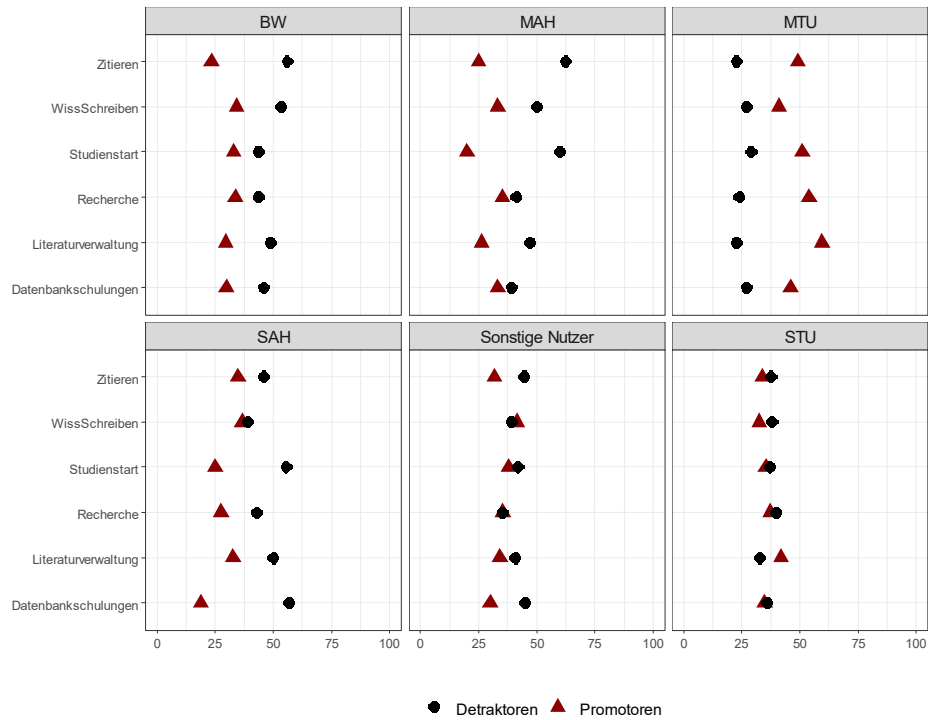 BW MAH MTU
Zitieren
WissSchreiben
Studienstart
Recherche
Literaturverwaltung
Datenbankschulungen
SAH Sonstige Nutzer STU
Zitieren
WissSchreiben
Studienstart
Recherche
Literaturverwaltung
Datenbankschulungen
0 25 50 75 100 0 25 50 75 100 0 25 50 75 100
Detraktoren Promotoren